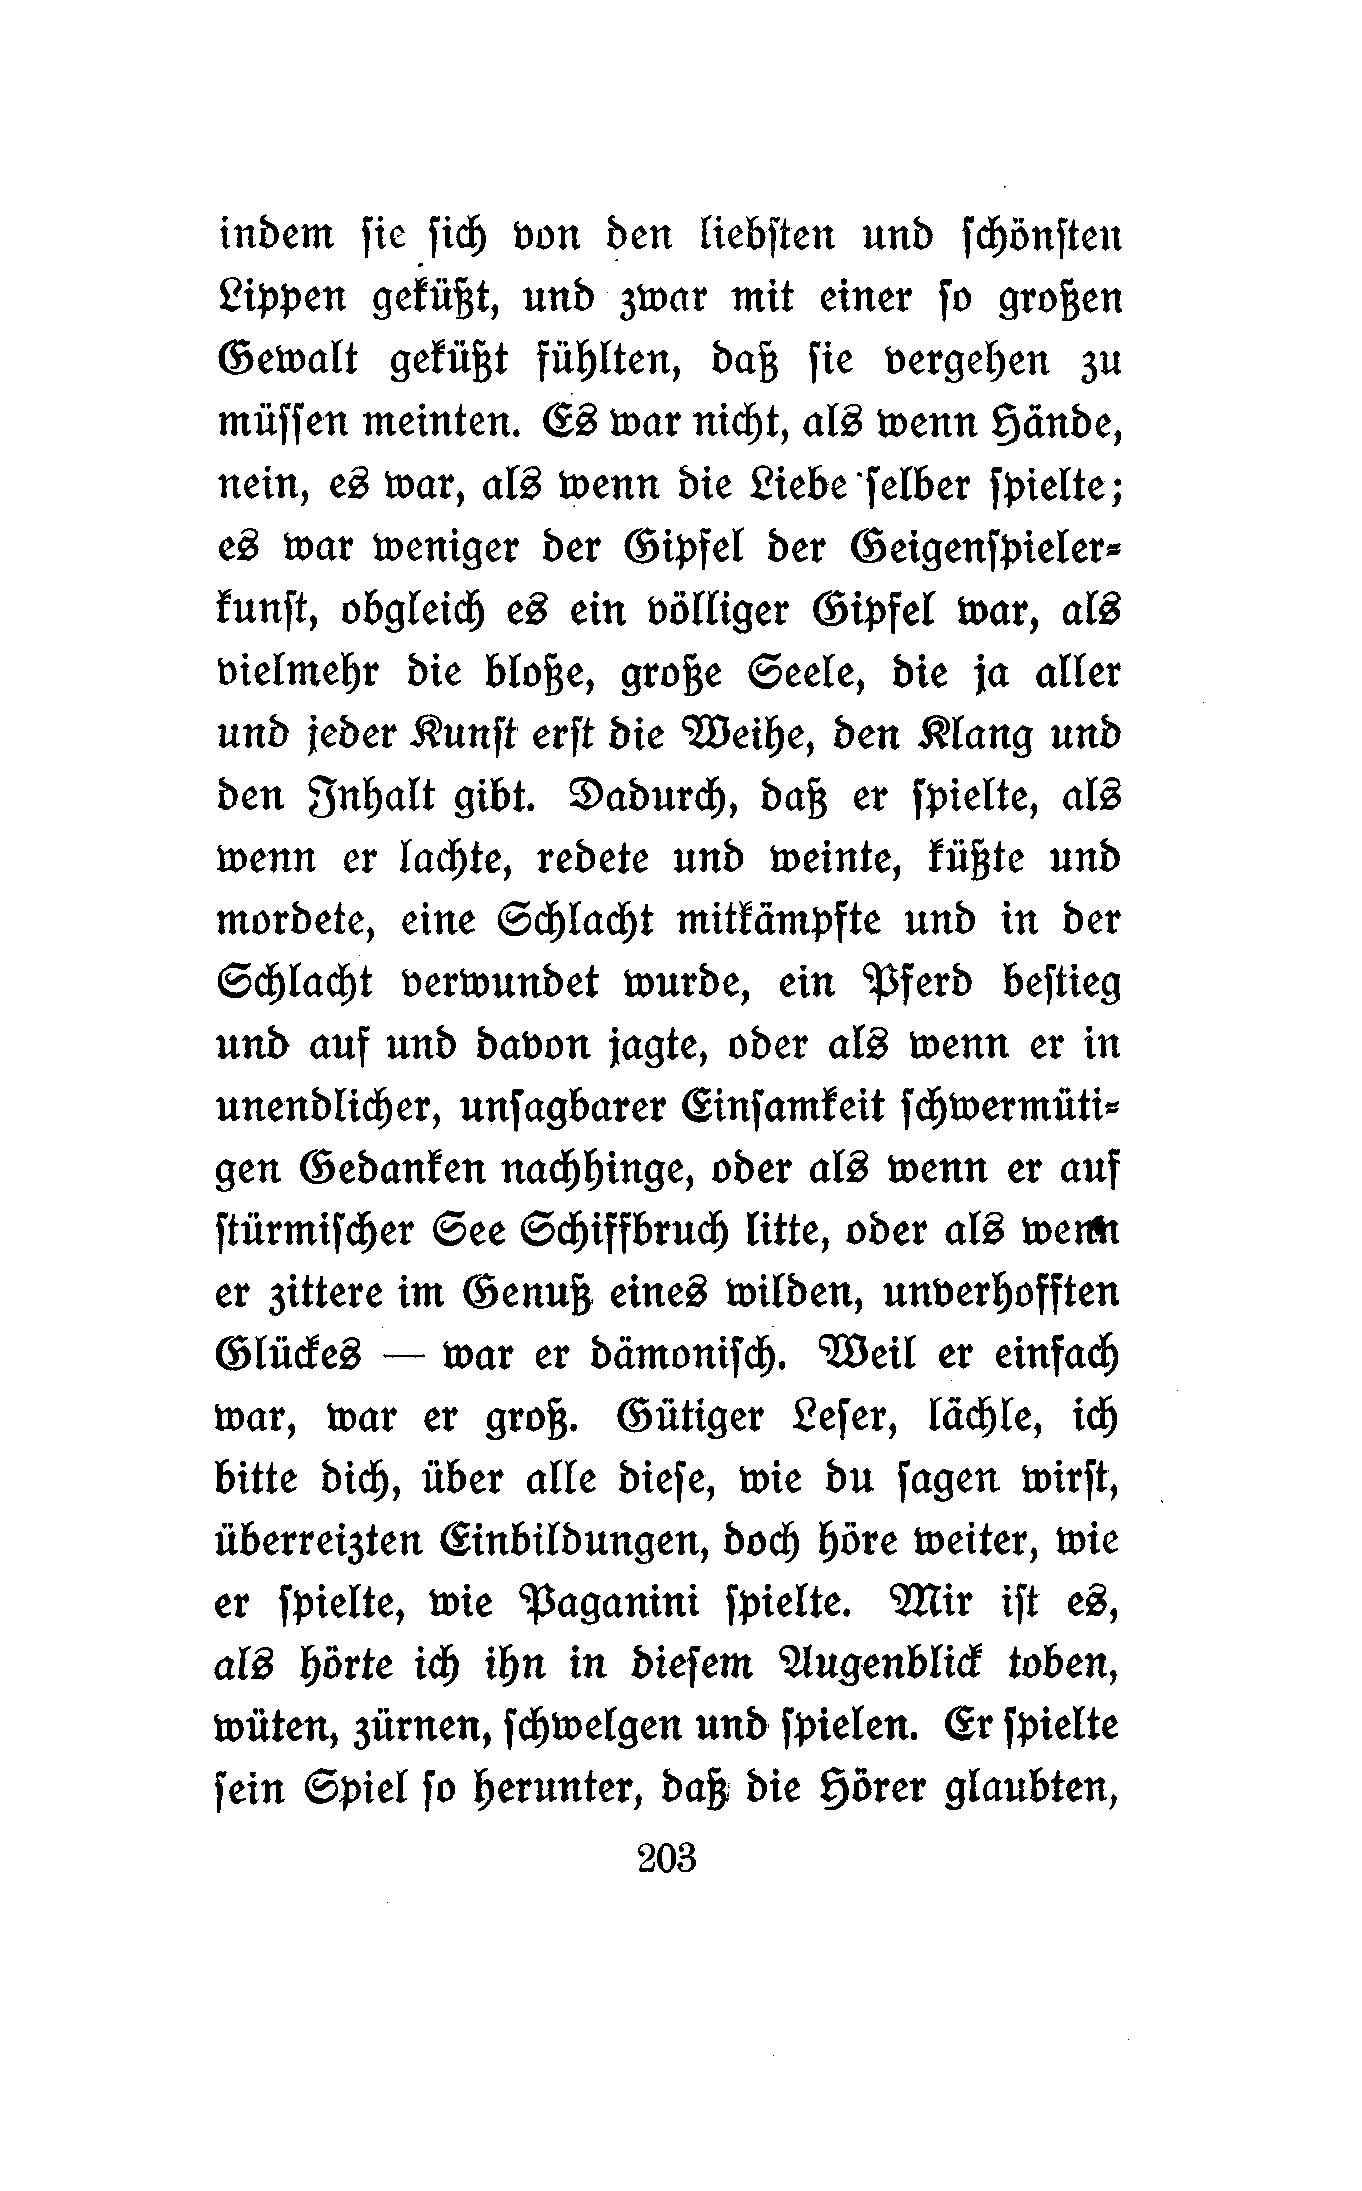 indem sie sich von den liebsten und schönsten
Lippen geküßt, und zwar mit einer so großen
Gewalt geküßt fühlten, daß sie vergehen zu
müssen meinten. Es war nicht, als wenn Hände,
nein, es war, als wenn die Liebe selber spielte;
es war weniger der Gipfel der Geigenspieler-
kunst, obgleich es ein völliger Gipfel war, als
vielmehr die bloße, große Seele, die ja aller
und jeder Kunst erst die Weihe, den Klang und
den Inhalt gibt. Dadurch, daß er spielte, als
wenn er lachte, redete und weinte, küßte und
mordete, eine Schlacht mitkämpfte und in der
Schlacht verwundet wurde, ein Pferd bestieg
und auf und davon jagte, oder als wenn er in
unendlicher, unsagbarer Einsamkeit schwermüti-
gen Gedanken nachhinge, oder als wenn er auf
stürmischer See Schiffbruch litte, oder als wenn
er zittere im Genuß eines wilden, unverhofften
Glückes — war er dämonisch. Weil er einfach
war, war er groß. Gütiger Leser, lächle, ich
bitte dich, über alle diese, wie du sagen wirst,
überreizten Einbildungen, doch höre weiter, wie
er spielte, wie Paganini spielte. Mir ist es,
als hörte ich ihn in diesem Augenblick toben,
wüten, zürnen, schwelgen und spielen. Er spielte
sein Spiel so herunter, daß die Hörer glaubten,
203